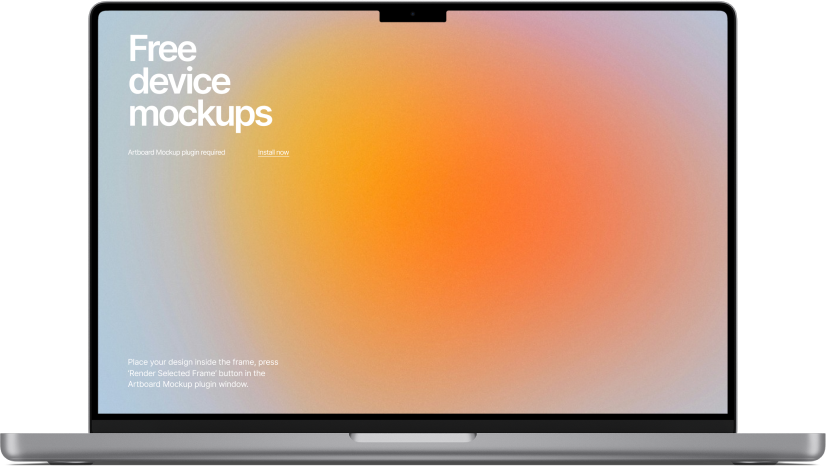 Free
device
mockups
Artboard Mockup plugin required Install now
Place your design inside the frame, press
'Render Selected Frame' button in the
Artboard Mockup plugin window.